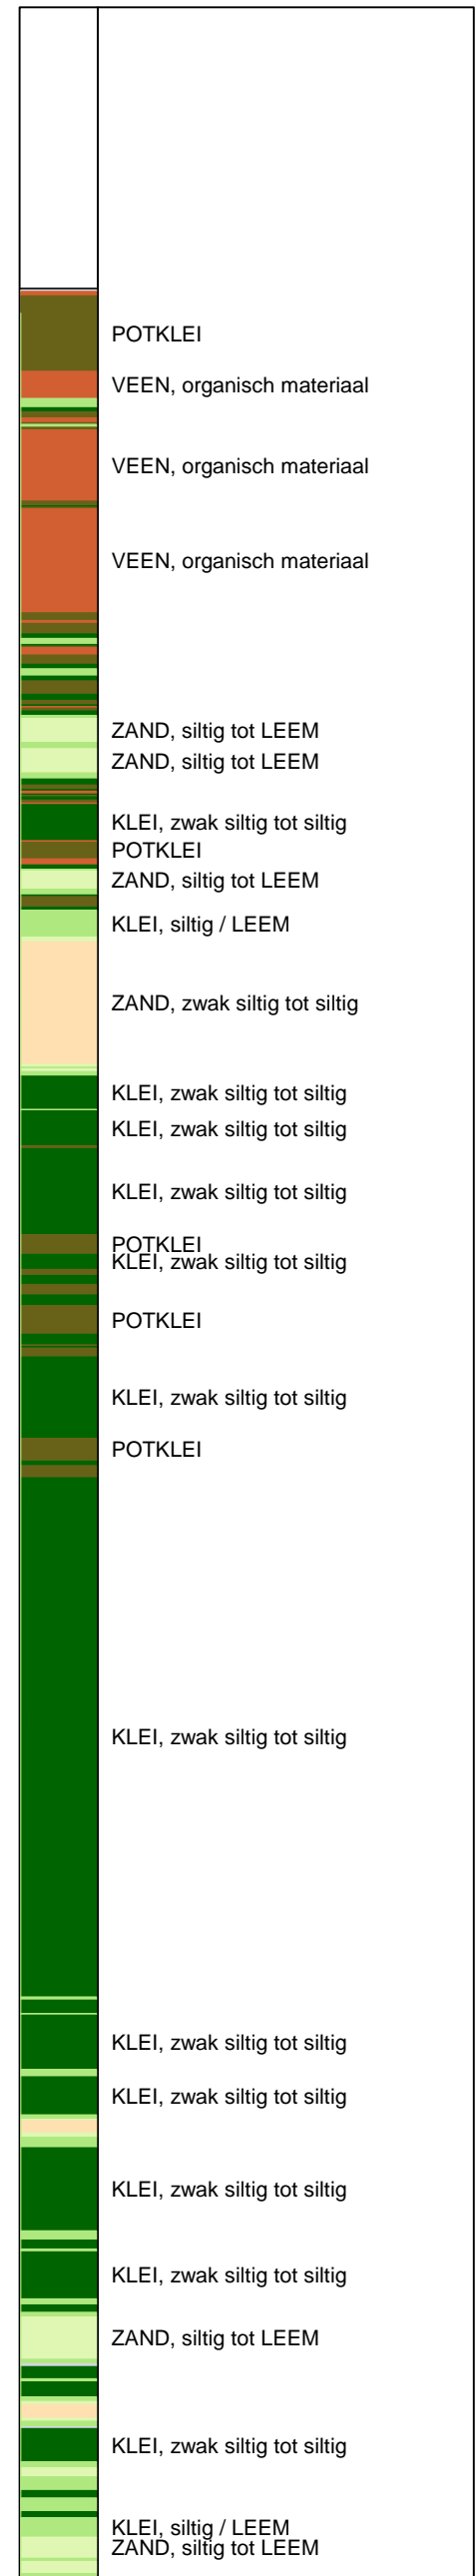 POTKLEI
VEEN, organisch materiaal
VEEN, organisch materiaal
VEEN, organisch materiaal
ZAND, siltig tot LEEM
ZAND, siltig tot LEEM
KLEI, zwak siltig tot siltig
POTKLEI
ZAND, siltig tot LEEM
KLEI, siltig / LEEM
ZAND, zwak siltig tot siltig
KLEI, zwak siltig tot siltig
KLEI, zwak siltig tot siltig
KLEI, zwak siltig tot siltig
POTKLEI
KLEI, zwak siltig tot siltig
POTKLEI
KLEI, zwak siltig tot siltig
POTKLEI
KLEI, zwak siltig tot siltig
KLEI, zwak siltig tot siltig
KLEI, zwak siltig tot siltig
KLEI, zwak siltig tot siltig
KLEI, zwak siltig tot siltig
ZAND, siltig tot LEEM
KLEI, zwak siltig tot siltig
KLEI, siltig / LEEM
ZAND, siltig tot LEEM